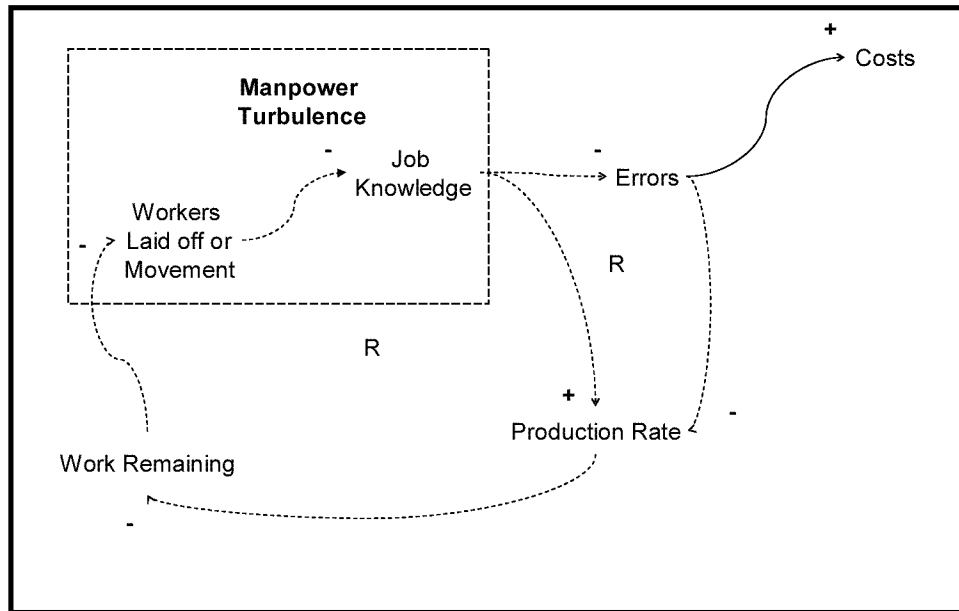 +
Costs
Manpower
Turbulence
-
Job
Knowledge
-
Errors
Workers
Laid off or
Movement
-
R
R
+
Production Rate
-
Work Remaining
-